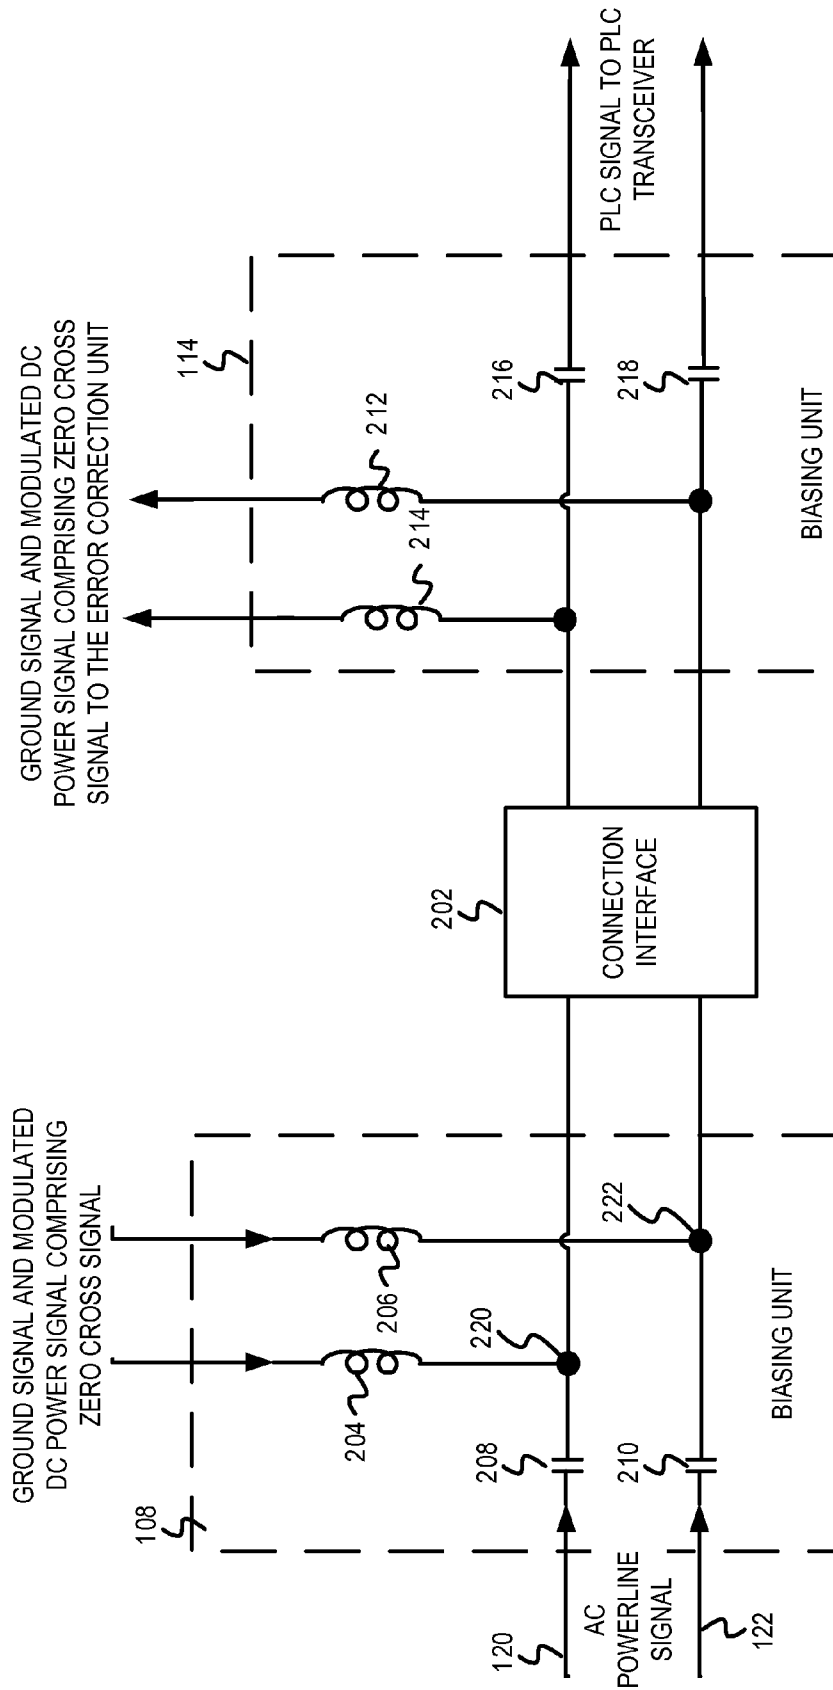 GROUND SIGNAL AND MODULATED
DC POWER SIGNAL COMPRISING
ZERO CROSS SIGNAL
GROUND SIGNAL AND MODULATED DC
POWER SIGNAL COMPRISING ZERO CROSS
SIGNAL TO THE ERROR CORRECTION UNIT
108
114
204
206
212
214
220
222
208
210
202
216
218
120
122
AC
POWERLINE
SIGNAL
CONNECTION
INTERFACE
PLC SIGNAL TO PLC
TRANSCEIVER
BIASING UNIT
BIASING UNIT